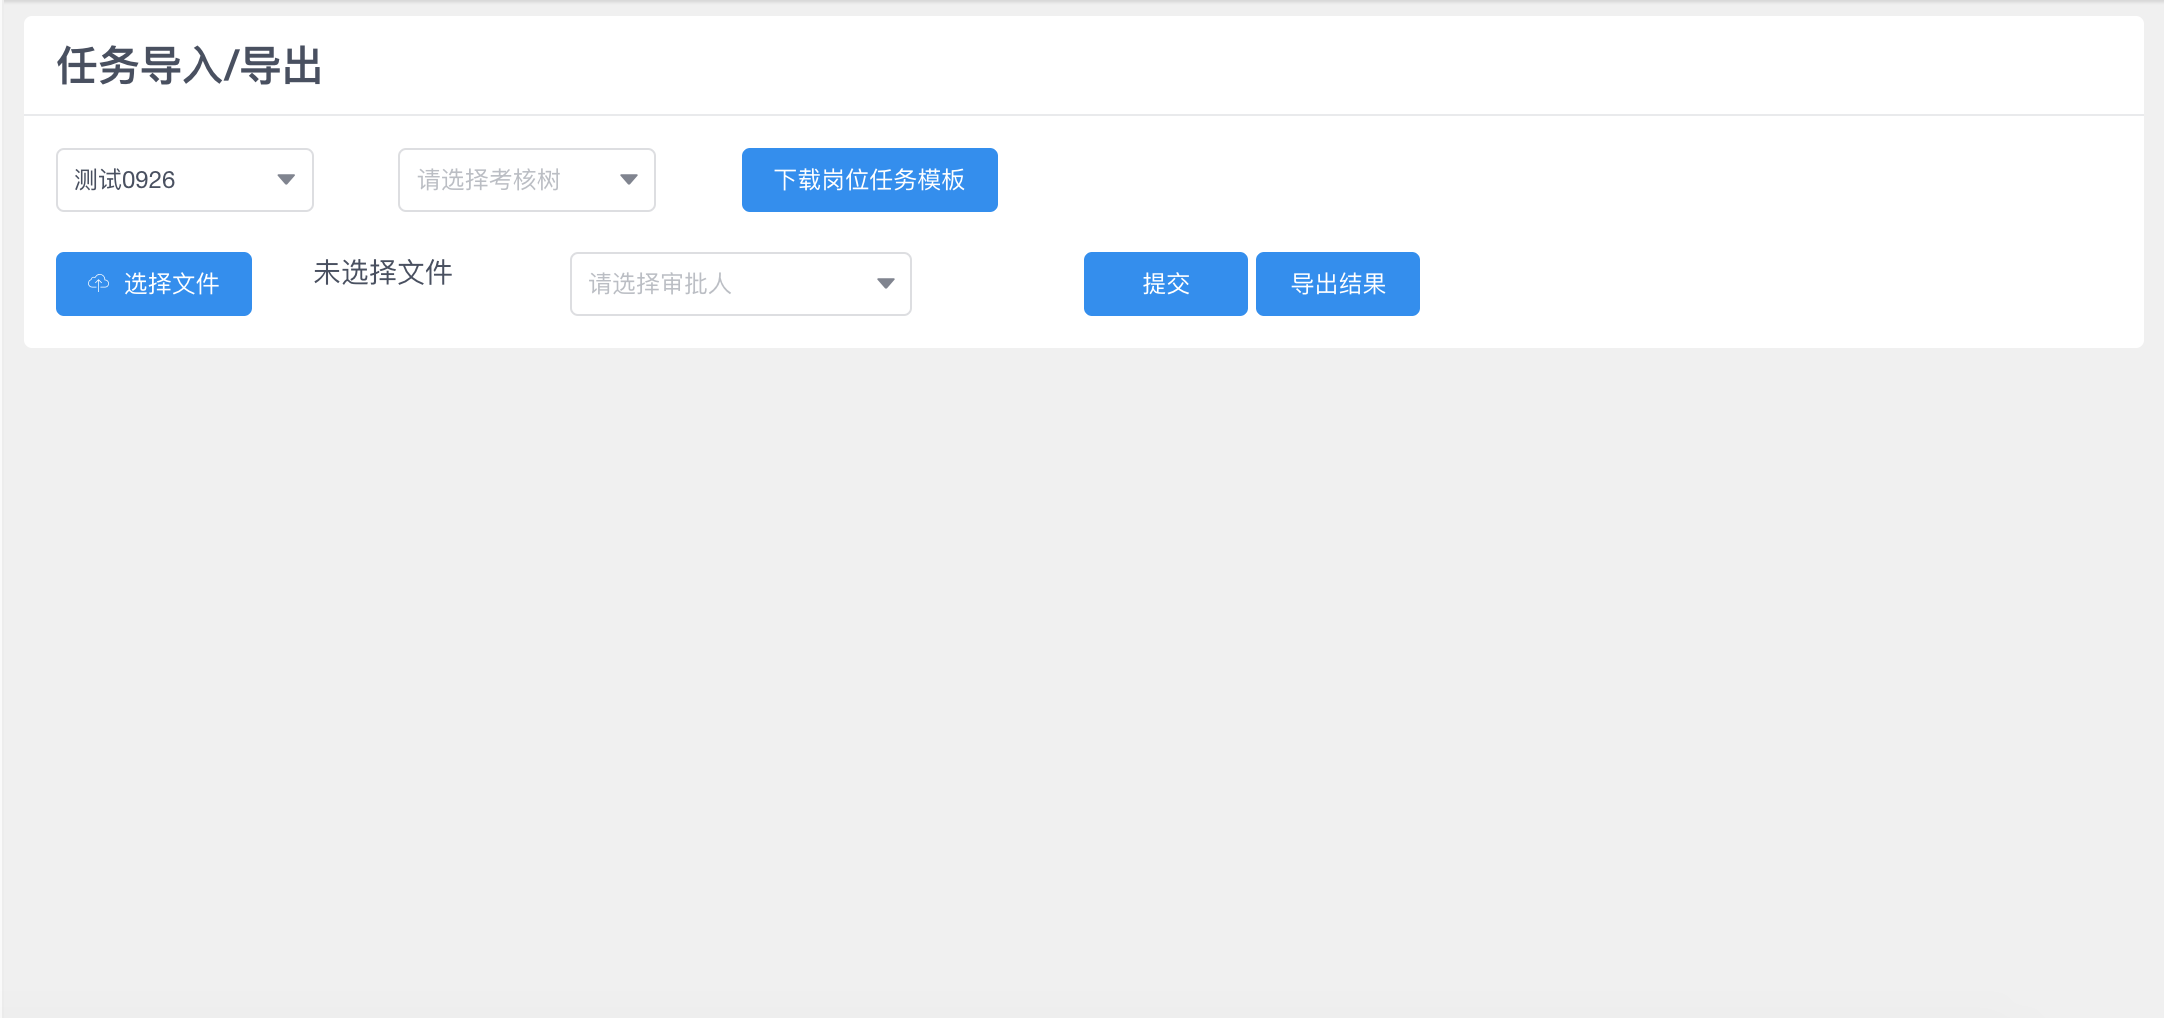 任务导入/导出
测试0926
请选择考核树
下载岗位任务模板
选择文件
未选择文件
请选择审批人
提交
导出结果